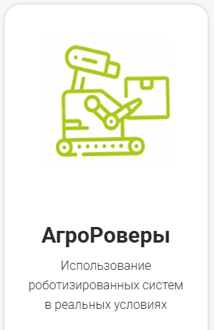 АгроРоверы
Использование
роботизированных систем
в реальных условиях